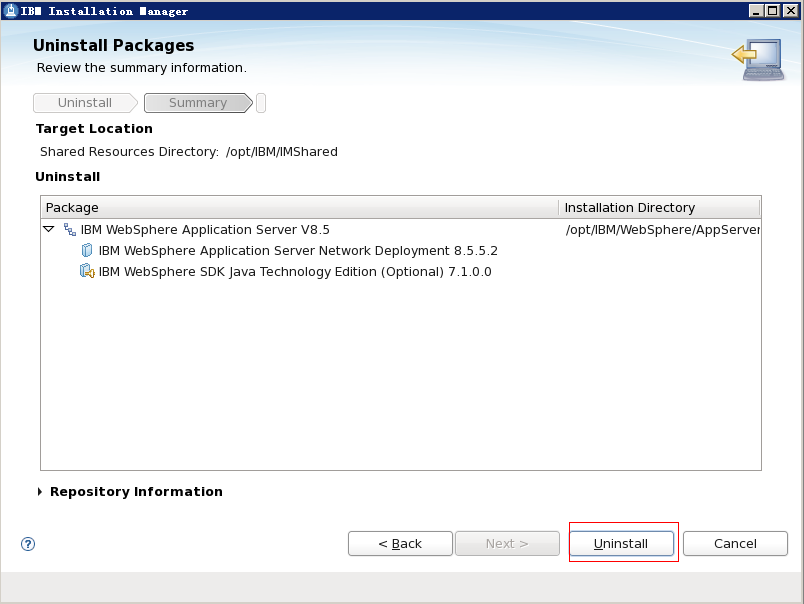 IBM Installation Manager
Uninstall Packages
Review the summary information.
Uninstall
Summary
Target Location
Shared Resources Directory: /opt/IBM/IMShared
Uninstall
Package Installation Directory
IBM WebSphere Application Server V8.5 /opt/IBM/WebSphere/AppServer
IBM WebSphere Application Server Network Deployment 8.5.5.2
IBM WebSphere SDK Java Technology Edition (Optional) 7.1.0.0
Repository Information
? < Back Next > Uninstall Cancel